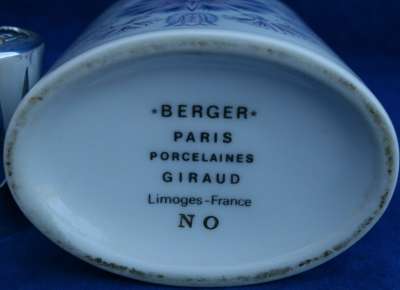 *BERGER*
PARIS
PORCELAINES
GIRAUD
Limoges-France
NO